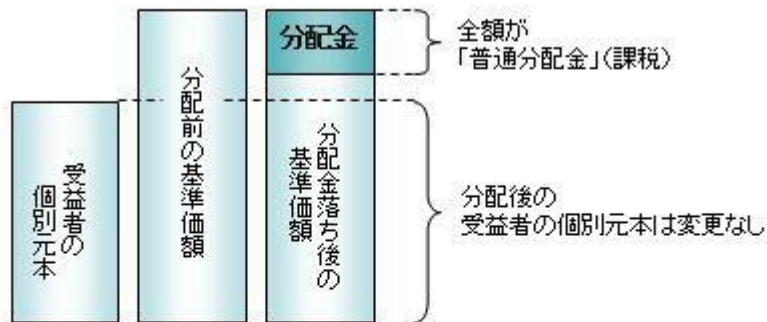 分配金
全額が
「普通分配金」(課税)
受益者の
個別元本
分配前の基準価額
分配金落ち後の
基準価額
分配後の
受益者の個別元本は変更なし